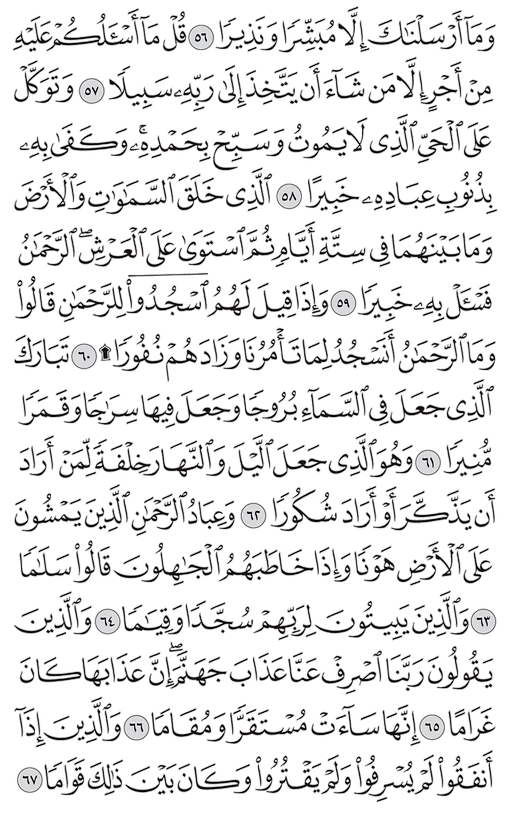 وَمَآ أَرۡسَلۡنَٰكَ إِلَّا مُبَشِّرٗا وَنَذِيرٗا ٥٦ قُلۡ مَآ أَسۡـَٔلُكُمۡ عَلَيۡهِ
مِنۡ أَجۡرٍ إِلَّا مَن شَآءَ أَن يَتَّخِذَ إِلَىٰ رَبِّهِۦ سَبِيلٗا ٥٧ وَتَوَكَّلۡ
عَلَى ٱلۡحَيِّ ٱلَّذِي لَا يَمُوتُ وَسَبِّحۡ بِحَمۡدِهِۦۚ وَكَفَىٰ بِهِۦ
بِذُنُوبِ عِبَادِهِۦ خَبِيرًا ٥٨ ٱلَّذِي خَلَقَ ٱلسَّمَٰوَٰتِ وَٱلۡأَرۡضَ
وَمَا بَيۡنَهُمَا فِي سِتَّةِ أَيَّامٖ ثُمَّ ٱسۡتَوَىٰ عَلَى ٱلۡعَرۡشِۖ ٱلرَّحۡمَٰنُ
فَسۡـَٔلۡ بِهِۦ خَبِيرٗا ٥٩ وَإِذَا قِيلَ لَهُمُ ٱسۡجُدُواْۤ لِلرَّحۡمَٰنِ قَالُواْ
وَمَا ٱلرَّحۡمَٰنُ أَنَسۡجُدُ لِمَا تَأۡمُرُنَا وَزَادَهُمۡ نُفُورٗا ۩ ٦٠ تَبَارَكَ
ٱلَّذِي جَعَلَ فِي ٱلسَّمَآءِ بُرُوجٗا وَجَعَلَ فِيهَا سِرَٰجٗا وَقَمَرٗا
مُّنِيرٗا ٦١ وَهُوَ ٱلَّذِي جَعَلَ ٱلَّيۡلَ وَٱلنَّهَارَ خِلۡفَةٗ لِّمَنۡ أَرَادَ
أَن يَذَّكَّرَ أَوۡ أَرَادَ شُكُورٗا ٦٢ وَعِبَادُ ٱلرَّحۡمَٰنِ ٱلَّذِينَ يَمۡشُونَ
عَلَى ٱلۡأَرۡضِ هَوۡنٗا وَإِذَا خَاطَبَهُمُ ٱلۡجَٰهِلُونَ قَالُواْ سَلَٰمٗا
٦٣ وَٱلَّذِينَ يَبِيتُونَ لِرَبِّهِمۡ سُجَّدٗا وَقِيَٰمٗا ٦٤ وَٱلَّذِينَ
يَقُولُونَ رَبَّنَا ٱصۡرِفۡ عَنَّا عَذَابَ جَهَنَّمَۖ إِنَّ عَذَابَهَا كَانَ
غَرَامًا ٦٥ إِنَّهَا سَآءَتۡ مُسۡتَقَرّٗا وَمُقَامٗا ٦٦ وَٱلَّذِينَ إِذَآ
أَنفَقُواْ لَمۡ يُسۡرِفُواْ وَلَمۡ يَقۡتُرُواْ وَكَانَ بَيۡنَ ذَٰلِكَ قَوَامٗا ٦٧